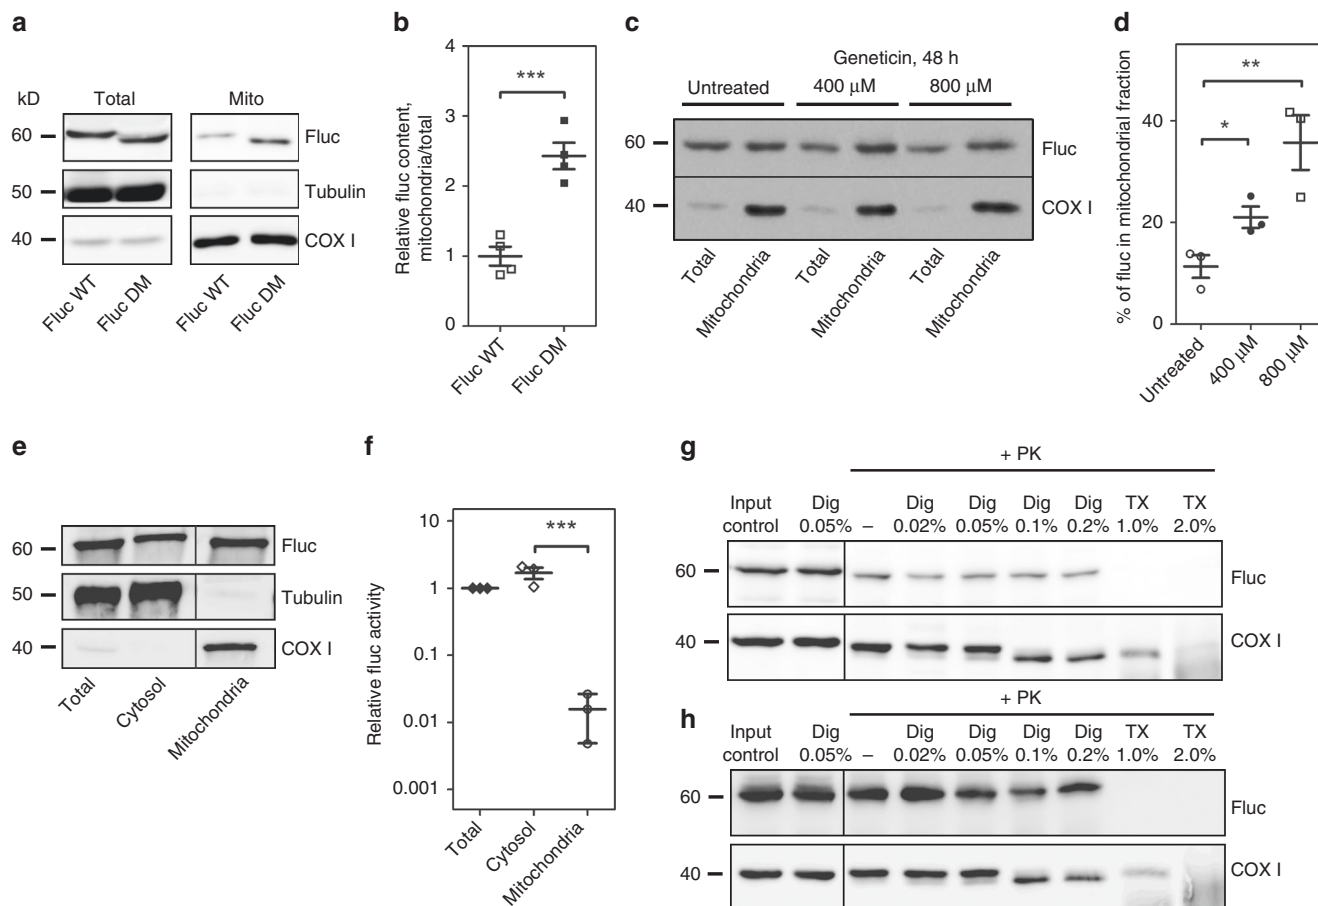 a
kD
Total
Mito
60
Fluc
50
Tubulin
40
COX I
Fluc WT
Fluc DM
Fluc WT
Fluc DM
b
Relative fluc content,
mitochondria/total
4
3
2
1
0
***
Fluc WT
Fluc DM
c
Geneticin, 48 h
Untreated
400 µM
800 µM
60
Fluc
40
COX I
Total
Mitochondria
Total
Mitochondria
Total
Mitochondria
d
% of fluc in mitochondrial fraction
40
20
0
**
*
Untreated
400 µM
800 µM
e
60
Fluc
50
Tubulin
40
COX I
Total
Cytosol
Mitochondria
f
Relative fluc activity
10
1
0.1
0.01
0.001
***
Total
Cytosol
Mitochondria
g
+ PK
Input Dig Dig Dig Dig Dig TX TX
control 0.05% – 0.02% 0.05% 0.1% 0.2% 1.0% 2.0%
60
Fluc
40
COX I
h
+ PK
Input Dig Dig Dig Dig Dig TX TX
control 0.05% – 0.02% 0.05% 0.1% 0.2% 1.0% 2.0%
60
Fluc
40
COX I